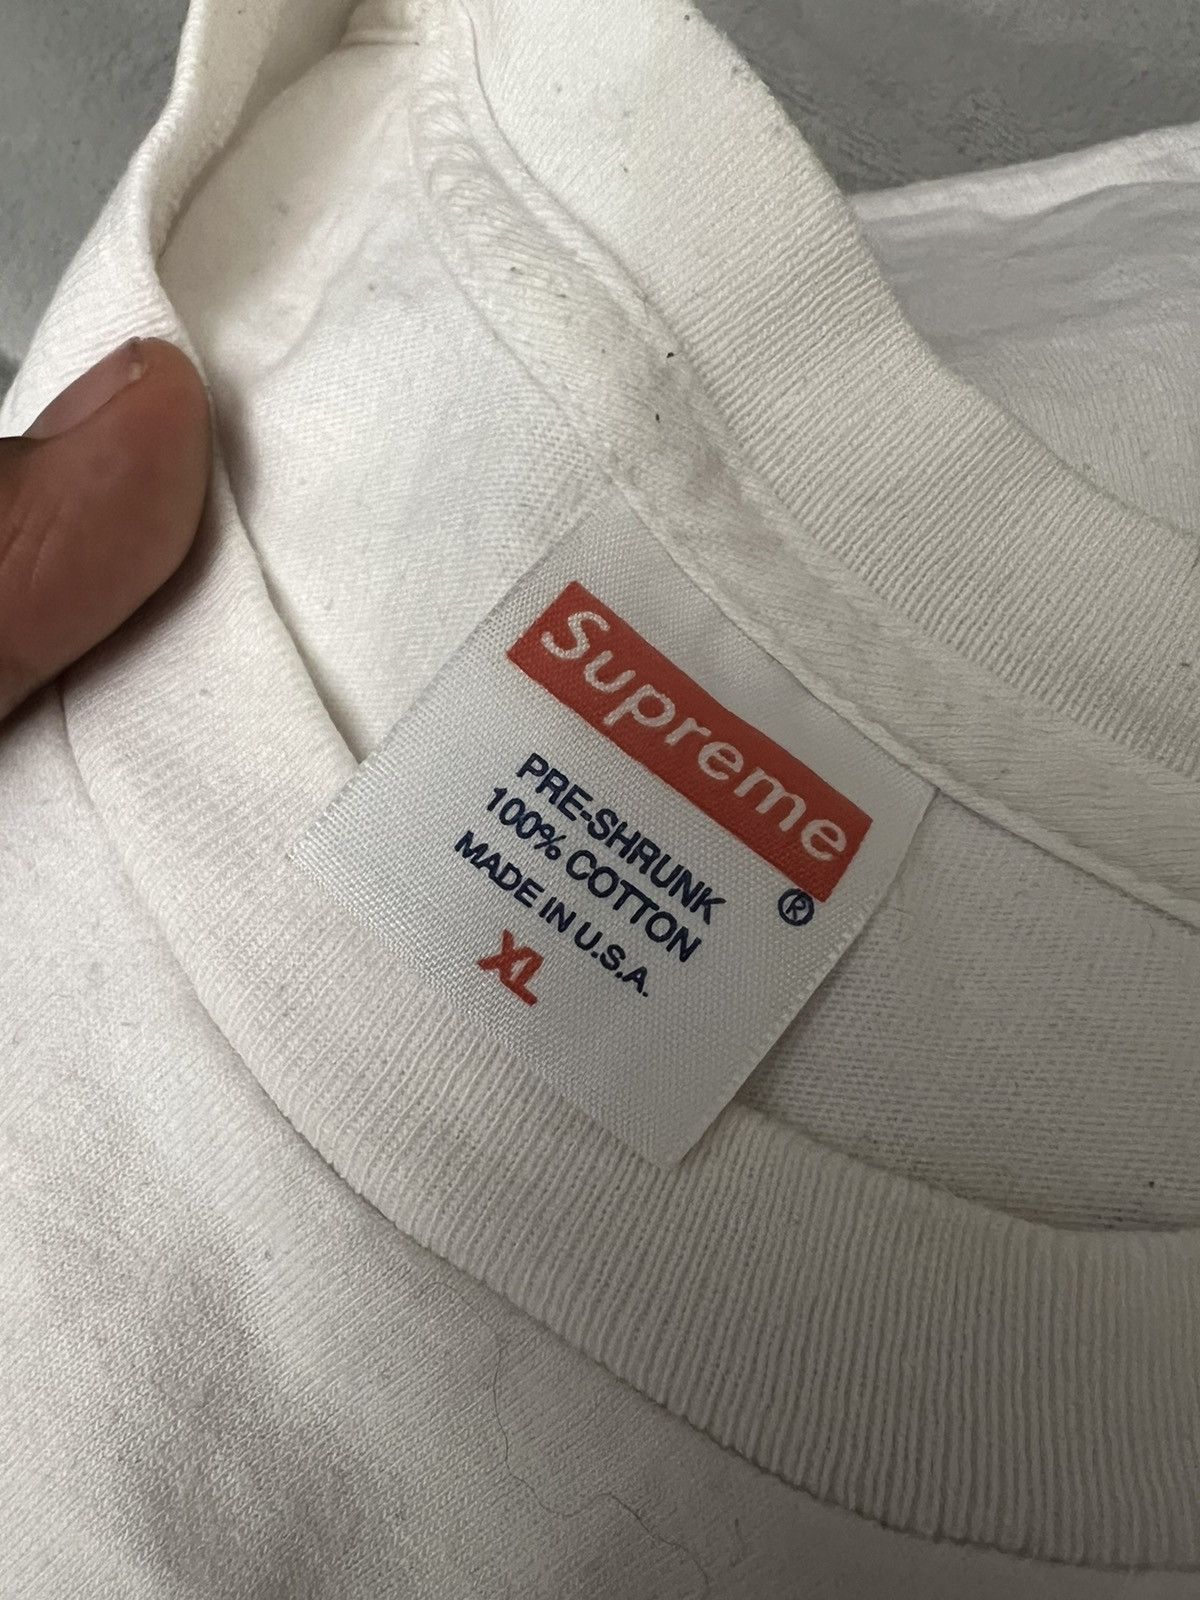 Supreme
®
PRE-SHRUNK
100% COTTON
MADE IN U.S.A.
XL